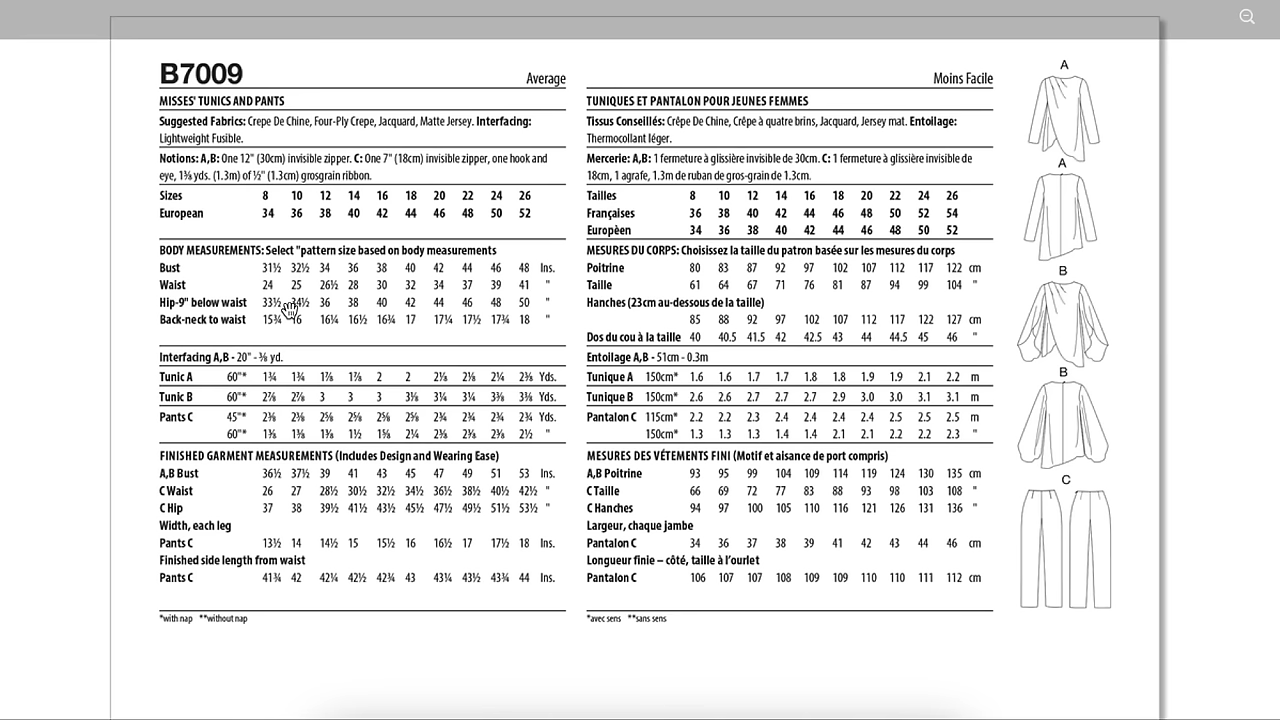 B7009 Average
MISSES' TUNICS AND PANTS
Suggested Fabrics: Crepe De Chine, Four-Ply Crepe, Jacquard, Matte Jersey. Interfacing:
Lightweight Fusible.
Notions: A,B: One 12" (30cm) invisible zipper. C: One 7" (18cm) invisible zipper, one hook and
eye, 1⅜ yds. (1.3m) of ½" (1.3cm) grosgrain ribbon.
Sizes 8 10 12 14 16 18 20 22 24 26
European 34 36 38 40 42 44 46 48 50 52
BODY MEASUREMENTS: Select "pattern size based on body measurements
Bust 31½ 32½ 34 36 38 40 42 44 46 48 Ins.
Waist 24 25 26½ 28 30 32 34 37 39 41 "
Hip-9" below waist 33½ 34½ 36 38 40 42 44 46 48 50 "
Back-neck to waist 15¾ 16 16¼ 16½ 16¾ 17 17¼ 17½ 17¾ 18 "
Interfacing A,B - 20" - ⅜ yd.
Tunic A 60"* 1¾ 1¾ 1⅞ 1⅞ 2 2 2⅛ 2⅛ 2¼ 2⅜ Yds.
Tunic B 60"* 2⅞ 2⅞ 3 3 3 3⅛ 3¼ 3¼ 3⅜ 3⅜ Yds.
Pants C 45"* 2⅜ 2⅜ 2⅝ 2⅝ 2⅝ 2¾ 2¾ 2¾ 2¾ 2¾ Yds.
60"* 1⅜ 1⅜ 1⅜ 1½ 1⅝ 2¼ 2⅜ 2⅜ 2⅜ 2½ "
FINISHED GARMENT MEASUREMENTS (Includes Design and Wearing Ease)
A,B Bust 36½ 37½ 39 41 43 45 47 49 51 53 Ins.
C Waist 26 27 28½ 30½ 32½ 34½ 36½ 38½ 40½ 42½ "
C Hip 37 38 39½ 41½ 43½ 45½ 47½ 49½ 51½ 53½ "
Width, each leg
Pants C 13½ 14 14½ 15 15½ 16 16½ 17 17½ 18 Ins.
Finished side length from waist
Pants C 41¾ 42 42¼ 42½ 42¾ 43 43¼ 43½ 43¾ 44 Ins.
*with nap **without nap
Moins Facile
TUNIQUES ET PANTALON POUR JEUNES FEMMES
Tissus Conseillés: Crêpe De Chine, Crêpe à quatre brins, Jacquard, Jersey mat. Entoilage:
Thermocollant léger.
Mercerie: A,B: 1 fermeture à glissière invisible de 30cm. C: 1 fermeture à glissière invisible de
18cm, 1 agrafe, 1.3m de ruban de gros-grain de 1.3cm.
Tailles 8 10 12 14 16 18 20 22 24 26
Françaises 36 38 40 42 44 46 48 50 52 54
Europèen 34 36 38 40 42 44 46 48 50 52
MESURES DU CORPS: Choisissez la taille du patron basée sur les mesures du corps
Poitrine 80 83 87 92 97 102 107 112 117 122 cm
Taille 61 64 67 71 76 81 87 94 99 104 "
Hanches (23cm au-dessous de la taille)
85 88 92 97 102 107 112 117 122 127 cm
Dos du cou à la taille 40 40.5 41.5 42 42.5 43 44 44.5 45 46 "
Entoilage A,B - 51cm - 0.3m
Tunique A 150cm* 1.6 1.6 1.7 1.7 1.8 1.8 1.9 1.9 2.1 2.2 m
Tunique B 150cm* 2.6 2.6 2.7 2.7 2.7 2.9 3.0 3.0 3.1 3.1 m
Pantalon C 115cm* 2.2 2.2 2.3 2.4 2.4 2.4 2.4 2.5 2.5 2.5 m
150cm* 1.3 1.3 1.3 1.4 1.4 2.1 2.1 2.2 2.2 2.3 "
MESURES DES VÉTEMENTS FINI (Motif et aisance de port compris)
A,B Poitrine 93 95 99 104 109 114 119 124 130 135 cm
C Taille 66 69 72 77 83 88 93 98 103 108 "
C Hanches 94 97 100 105 110 116 121 126 131 136 "
Largeur, chaque jambe
Pantalon C 34 36 37 38 39 41 42 43 44 46 cm
Longueur finie – côté, taille à l'ourlet
Pantalon C 106 107 107 108 109 109 110 110 111 112 cm
*avec sens **sans sens
A
A
B
B
C